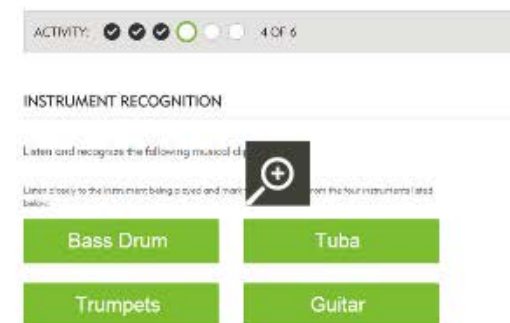 ACTIVITY: 4 OF 6
INSTRUMENT RECOGNITION
Listen and recognize the following musical
Listen closely to the instrument being played and mark from the four instruments listed
below:
Bass Drum Tuba
Trumpets Guitar